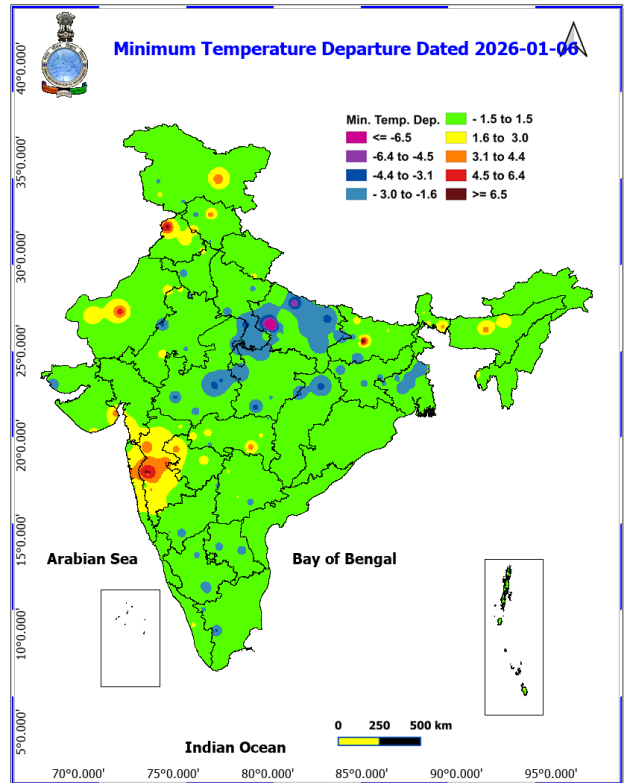 Minimum Temperature Departure Dated 2026-01-06
Min. Temp. Dep.
- 1.5 to 1.5
<= -6.5
1.6 to 3.0
-6.4 to -4.5
3.1 to 4.4
-4.4 to -3.1
4.5 to 6.4
- 3.0 to -1.6
>= 6.5
40°0.000'
35°0.000'
30°0.000'
25°0.000'
20°0.000'
15°0.000'
10°0.000'
5°0.000'
Arabian Sea
Bay of Bengal
0 250 500 km
Indian Ocean
70°0.000' 75°0.000' 80°0.000' 85°0.000' 90°0.000' 95°0.000'